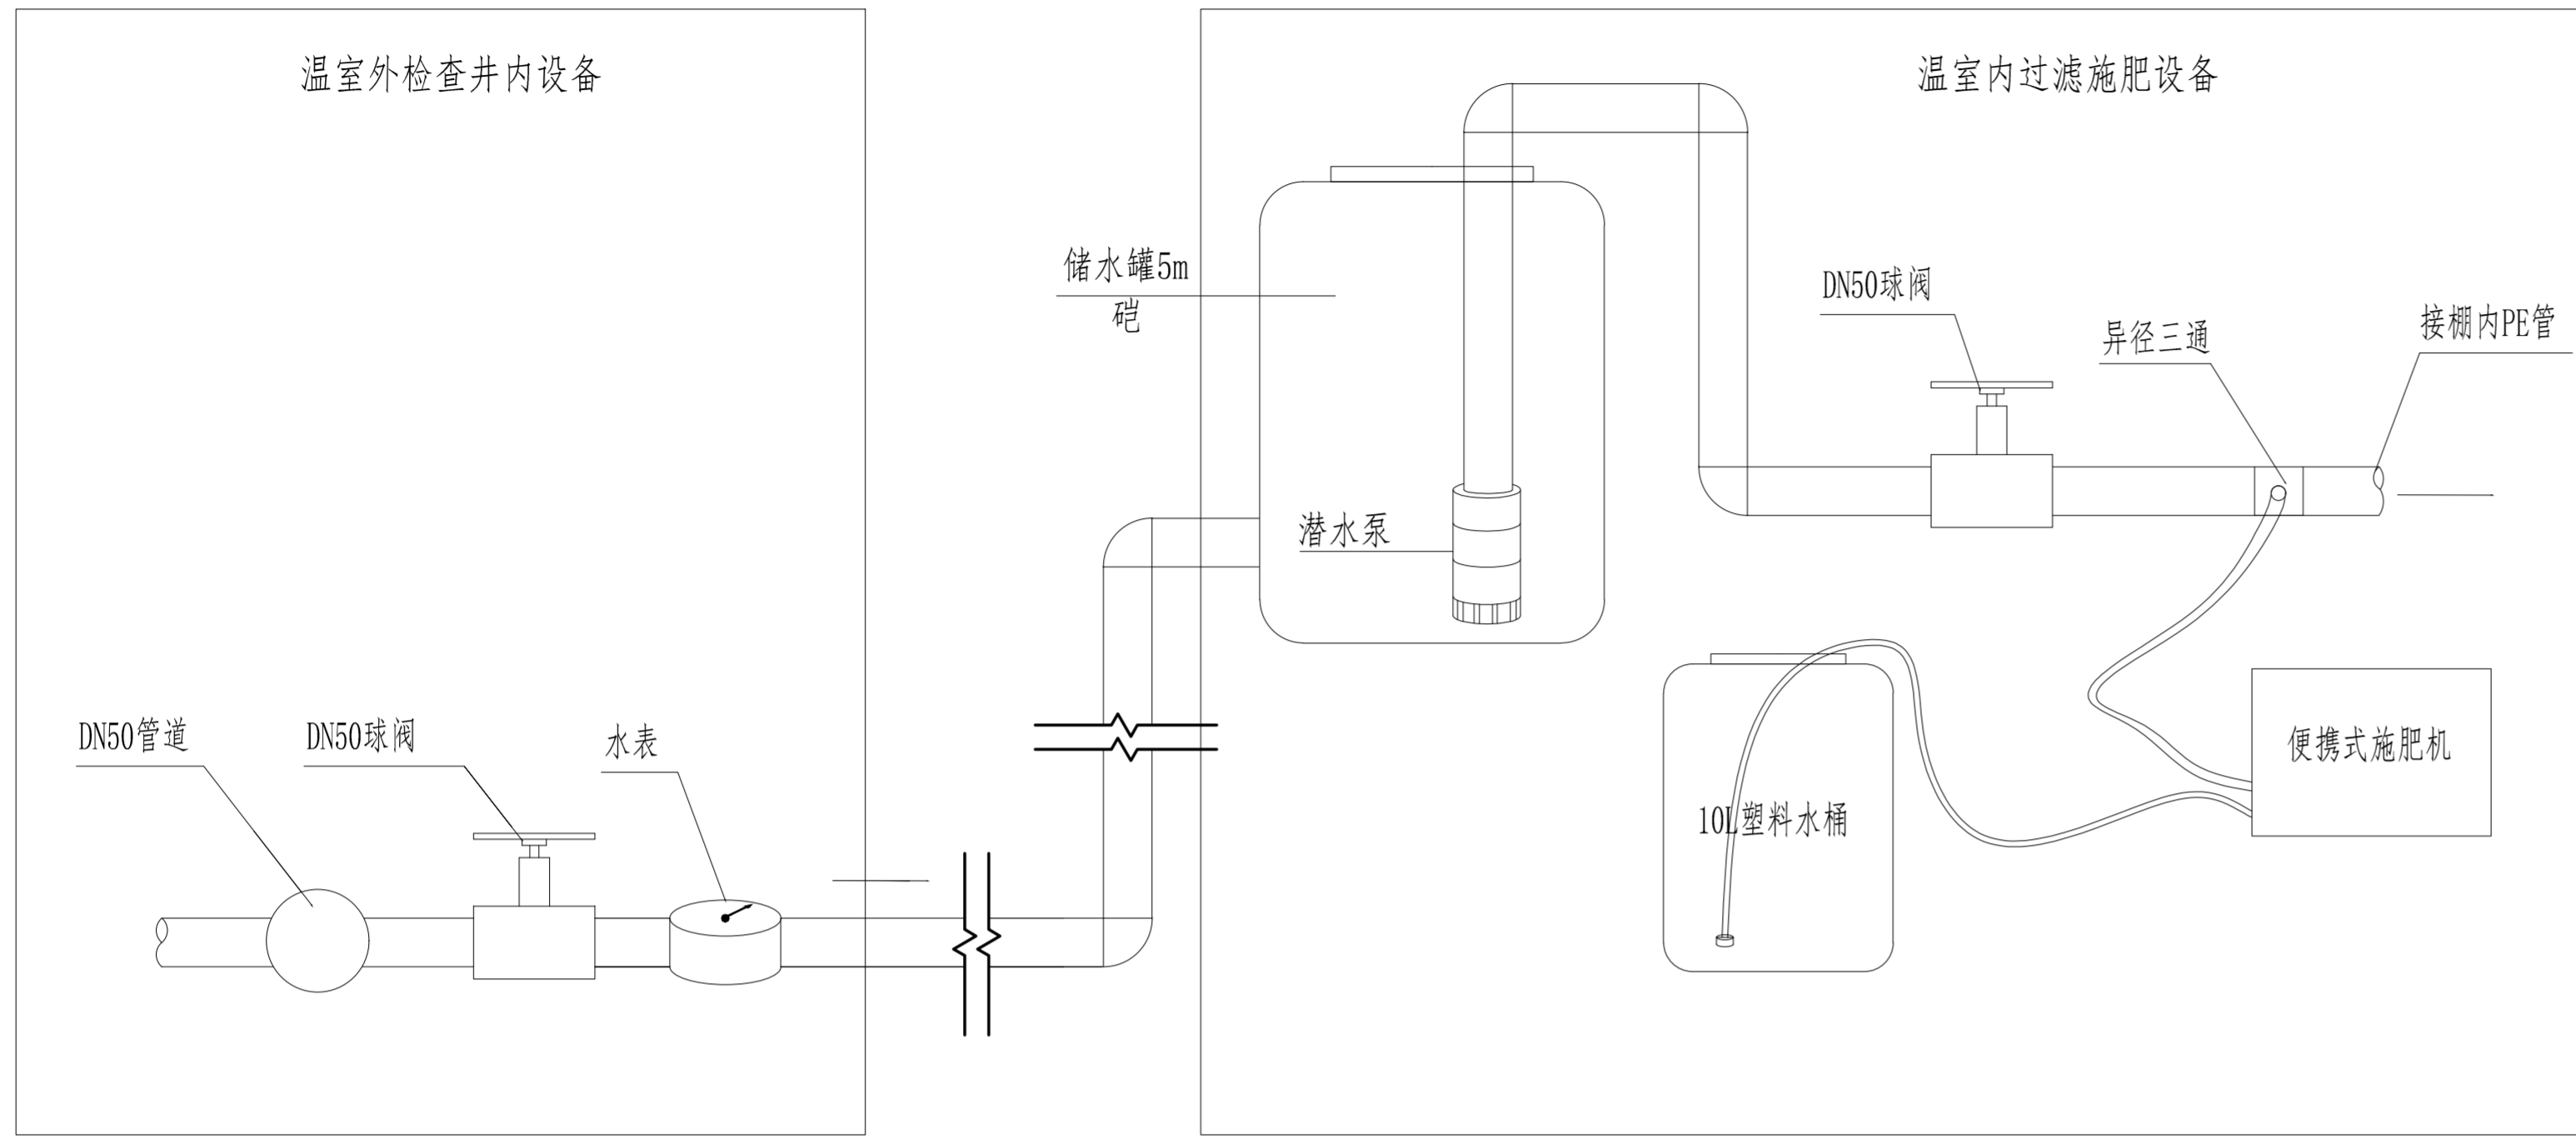 温室外检查井内设备
温室内过滤施肥设备
储水罐5m
硙
DN50球阀
异径三通
接棚内PE管
潜水泵
DN50管道
DN50球阀
水表
便携式施肥机
10L塑料水桶